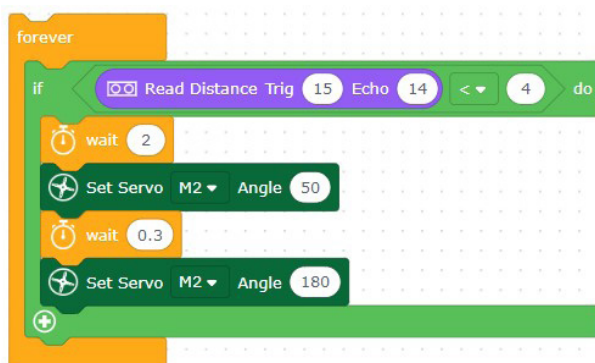 forever
if Read Distance Trig 15 Echo 14 < 4 do
wait 2
Set Servo M2 Angle 50
wait 0.3
Set Servo M2 Angle 180